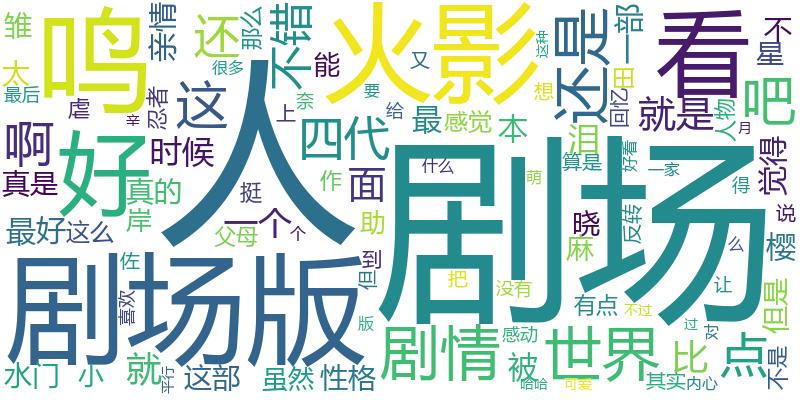 雏
鸣
还
亲情
那么
不错
火影
还是
一部
看
不
太
很多
能
又
这种
星
最后
虐
忍者
这
上
奈
要
给
想
田
回忆
人物
吧
啊
好
时候
人
四代
最
感觉
本
沮
就是
觉得
辛
月
真是
真的
挺
作
面
什么
萌
算是
好看
一家
得
岸
一个
个
助
剧场
晓
反转
说
最好
这么
父母
到
麻
樱
么
剧场版
佐
喜欢
但
把
没有
有点
让
但是
版
不过
过
对
剧情
感动
世界
点
水门
小
就
平行
这部
虽然
性格
被
哈哈
可爱
比
其实
内心
不是